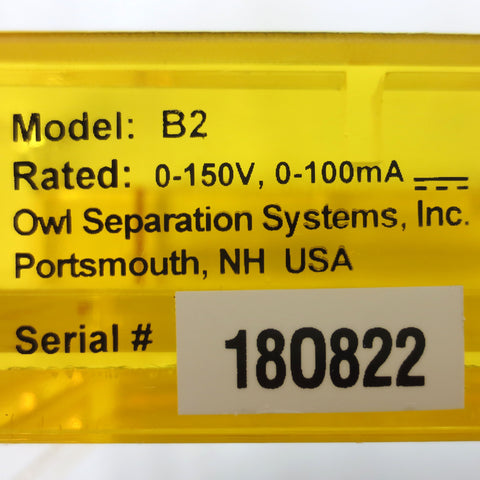 Model: B2
Rated: 0-150V, 0-100mA ⎓
Owl Separation Systems, Inc.
Portsmouth, NH USA
Serial # 180822